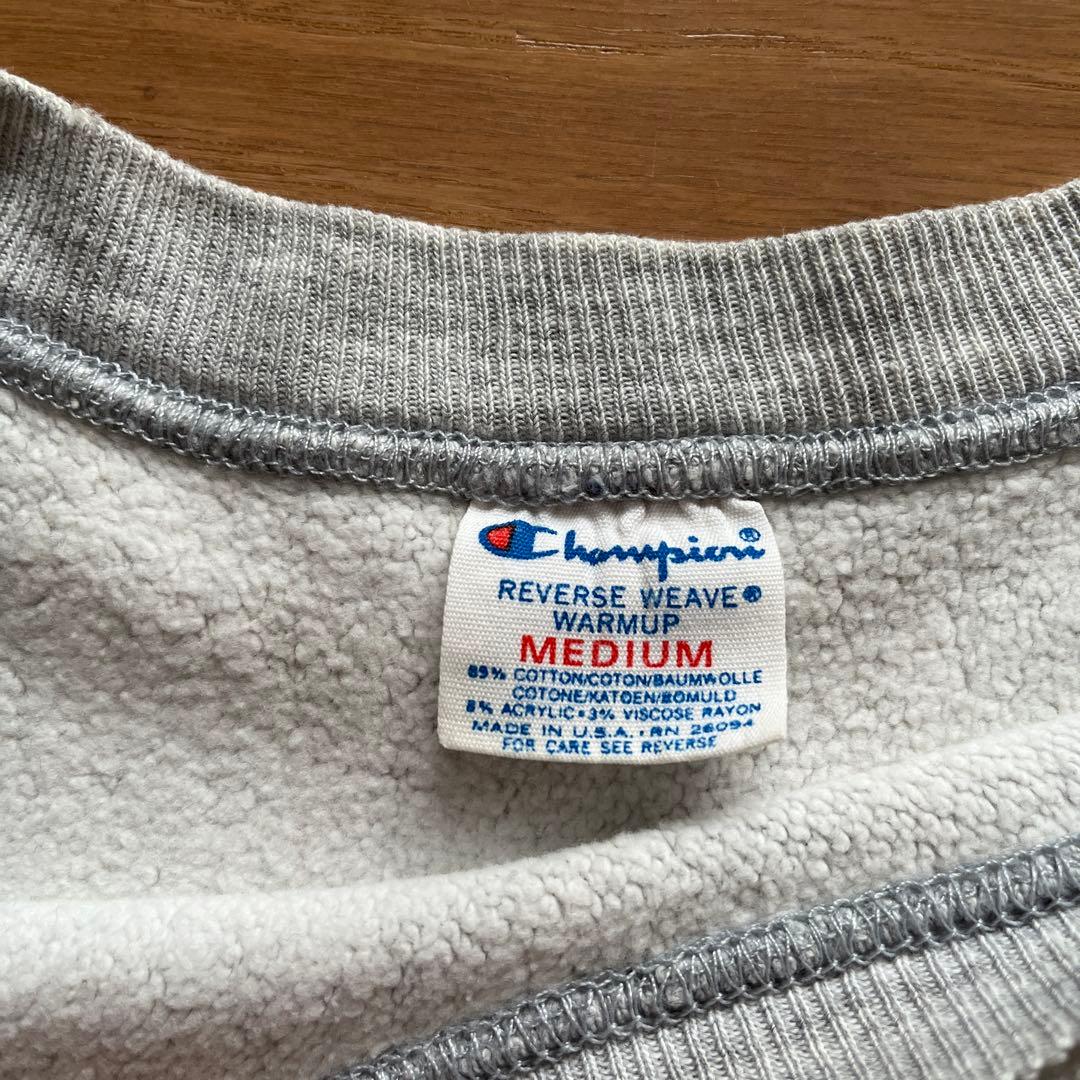 Champion®
REVERSE WEAVE®
WARMUP
MEDIUM
89% COTTON/COTON/BAUMWOLLE
COTONE/KATOEN/BOMULD
8% ACRYLIC•3% VISCOSE RAYON
MADE IN U.S.A.•RN 26094
FOR CARE SEE REVERSE